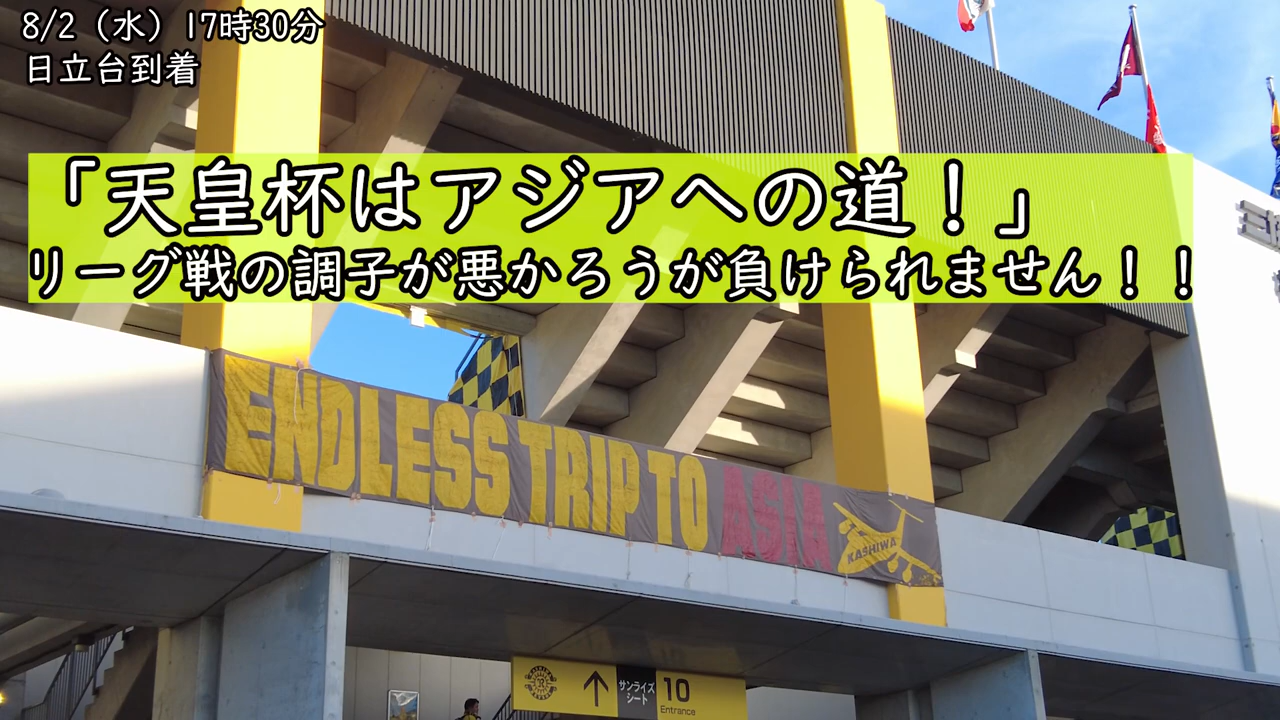 8/2（水）17時30分
日立台到着
「天皇杯はアジアへの道！」
リーグ戦の調子が悪かろうが負けられません！！
ENDLESS TRIP TO ASIA
KASHIWA
サンライズ
シート
10
Entrance